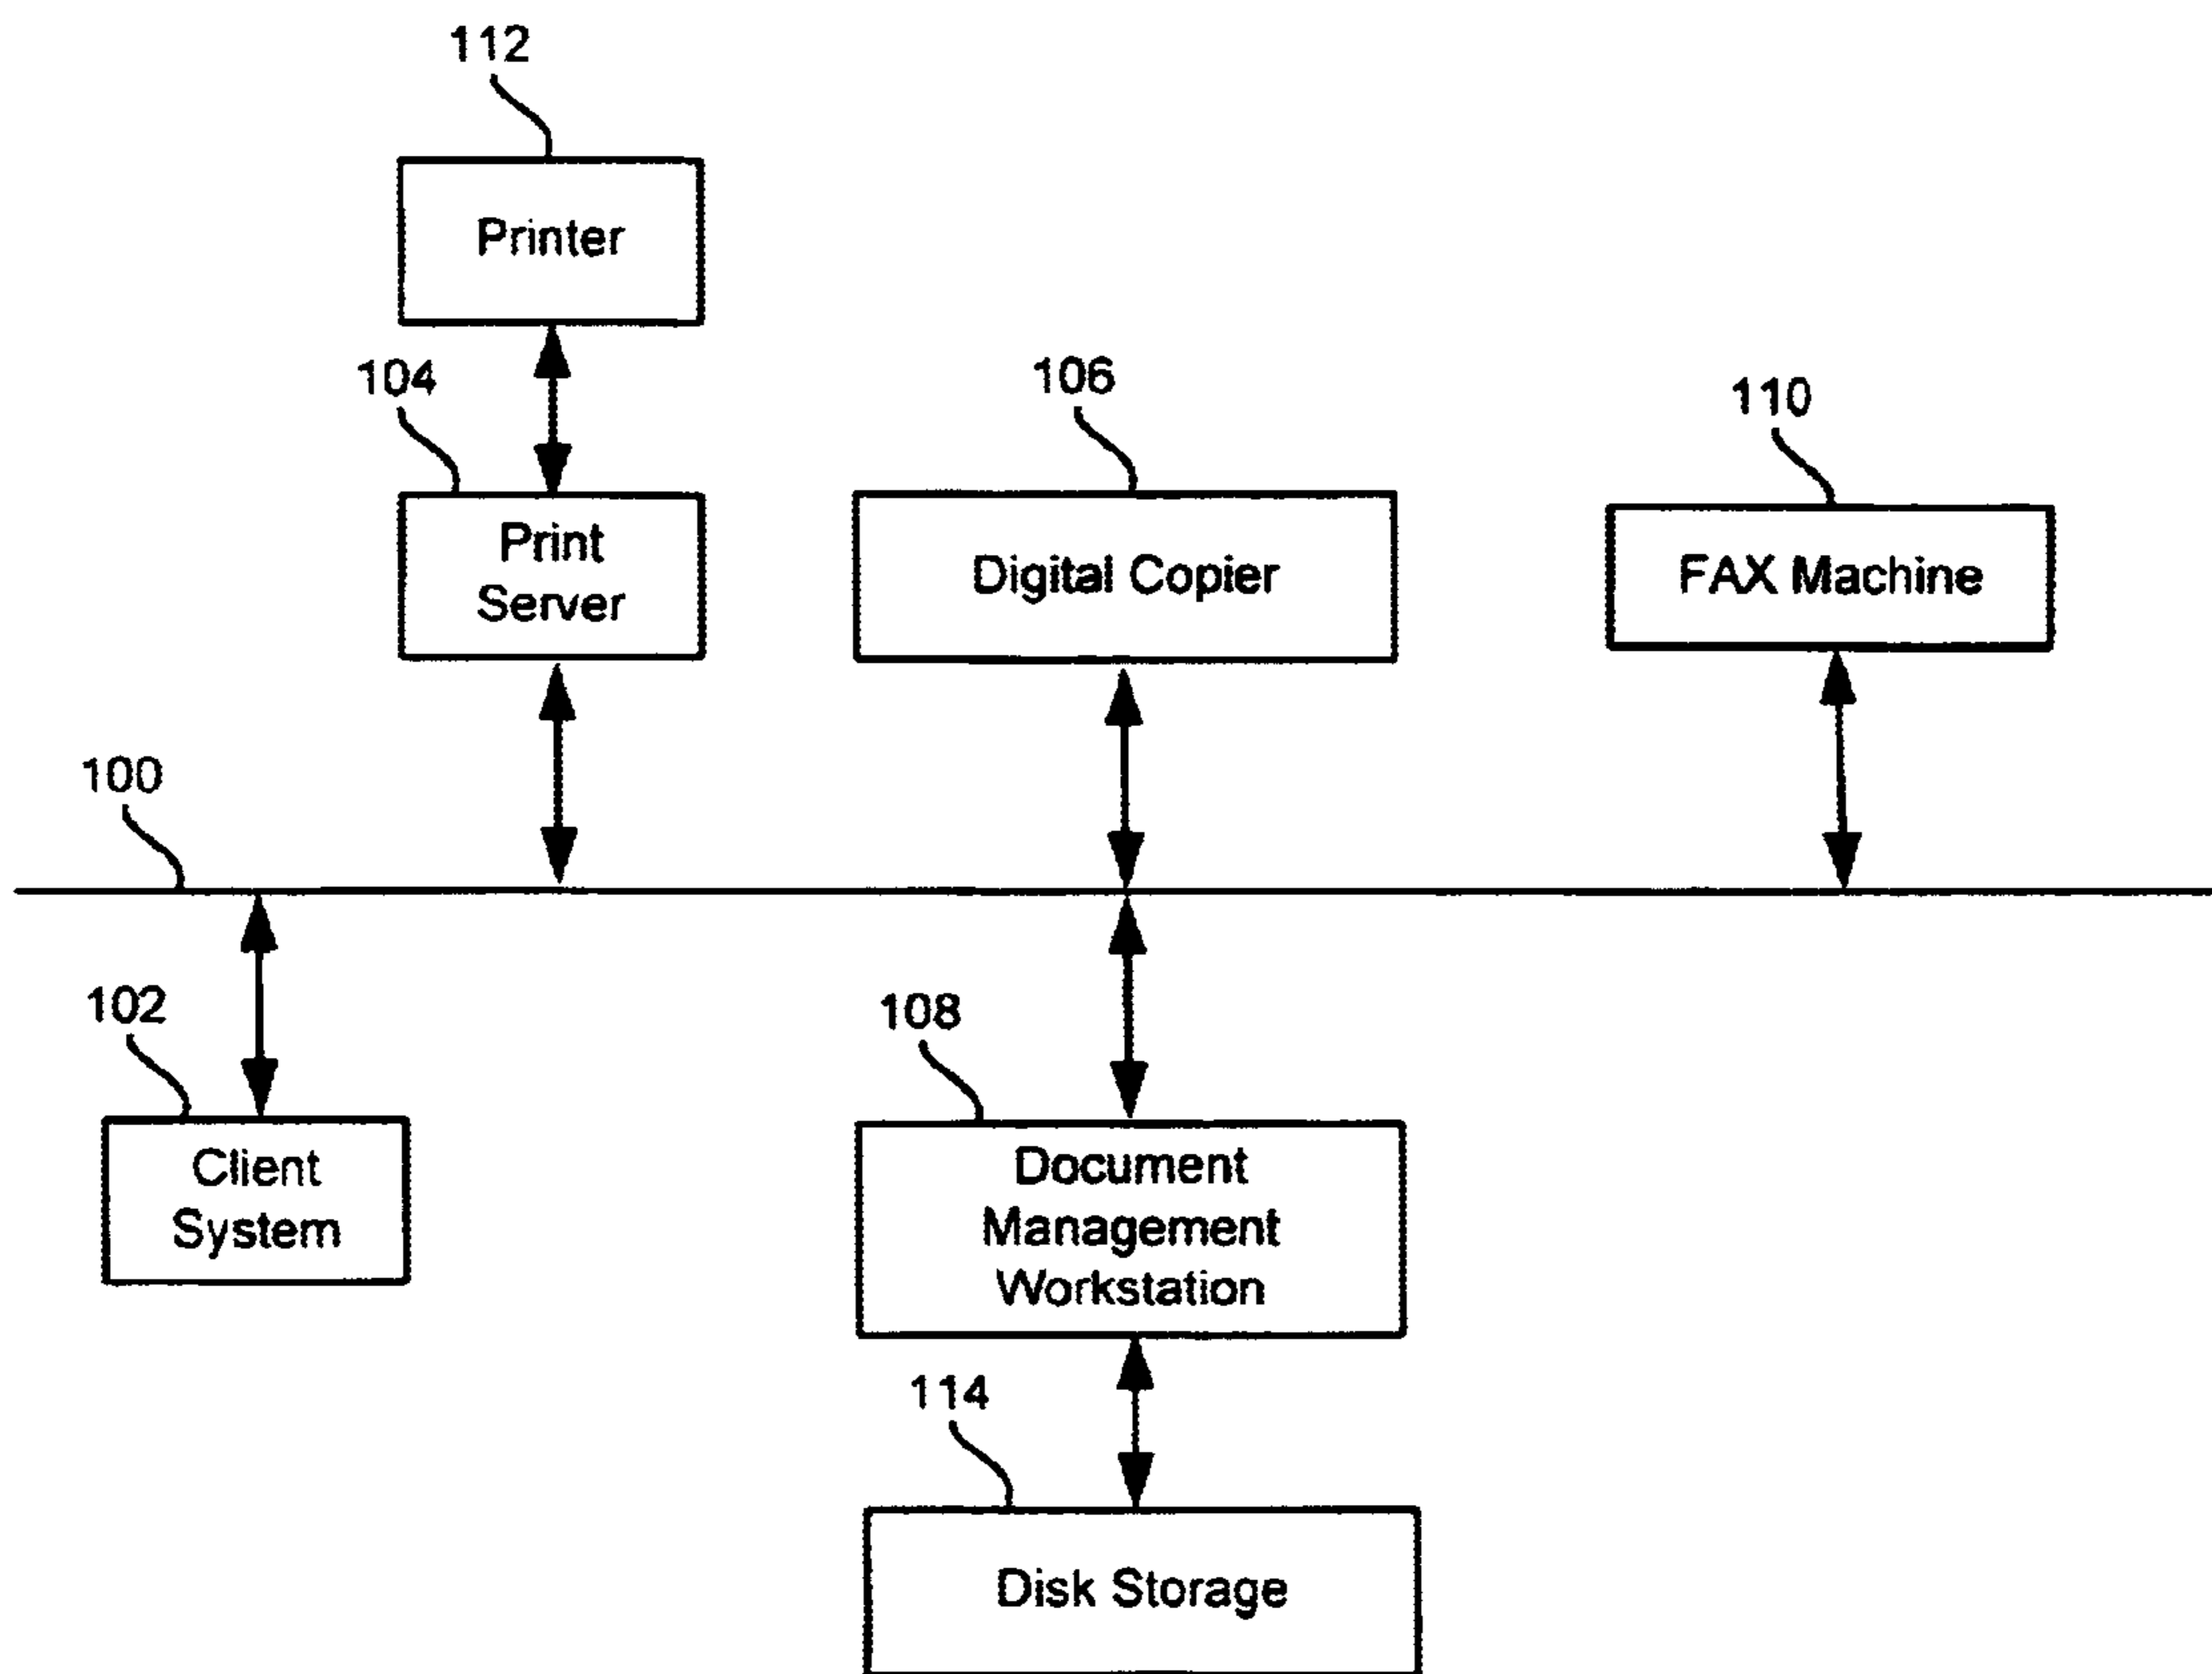 112
Printer
104
106
110
Print
Server
Digital Copier
FAX Machine
100
102
108
Client
System
Document
Management
Workstation
114
Disk Storage